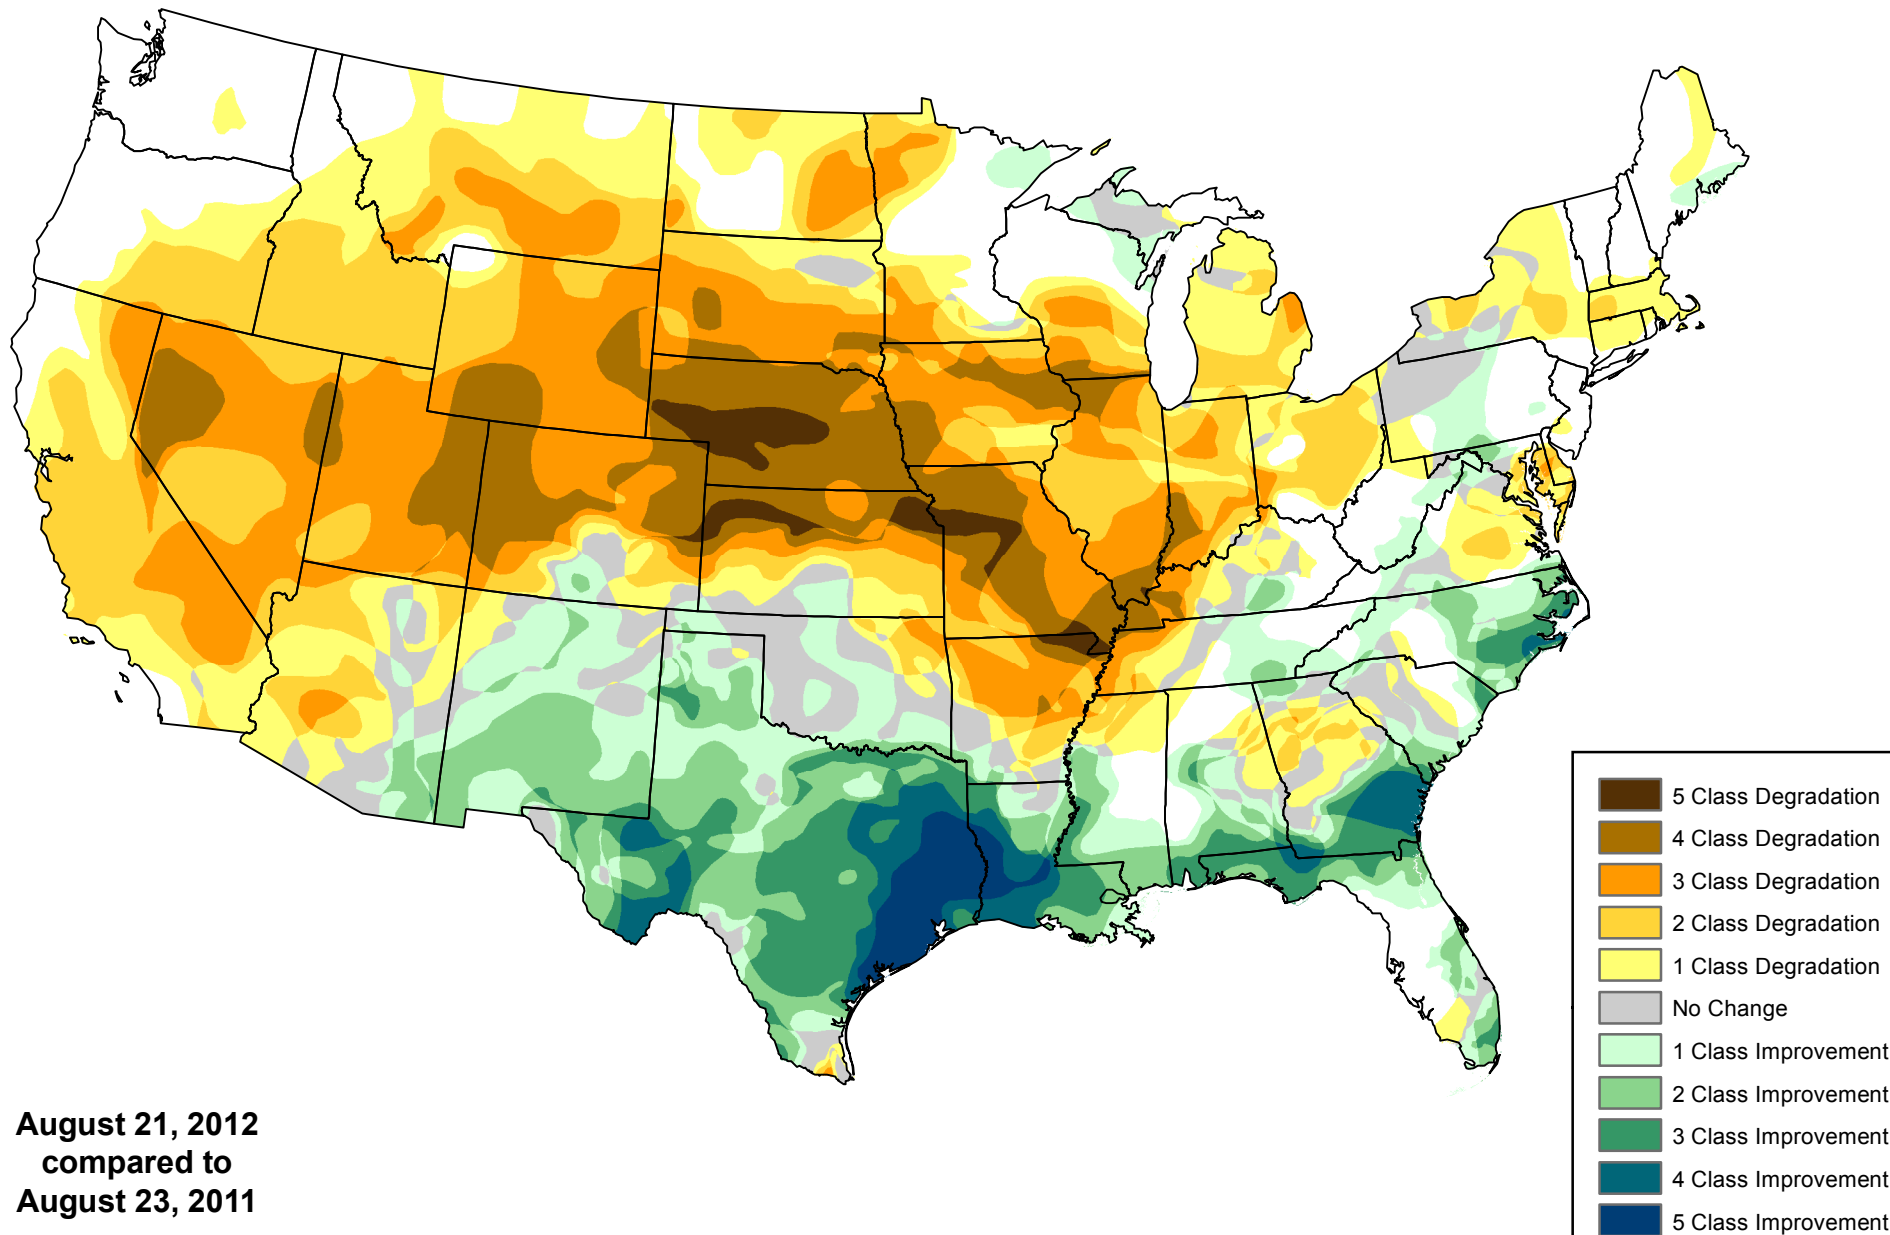 5 Class Degradation
4 Class Degradation
3 Class Degradation
2 Class Degradation
1 Class Degradation
No Change
1 Class Improvement
2 Class Improvement
3 Class Improvement
4 Class Improvement
5 Class Improvement
August 21, 2012
compared to
August 23, 2011